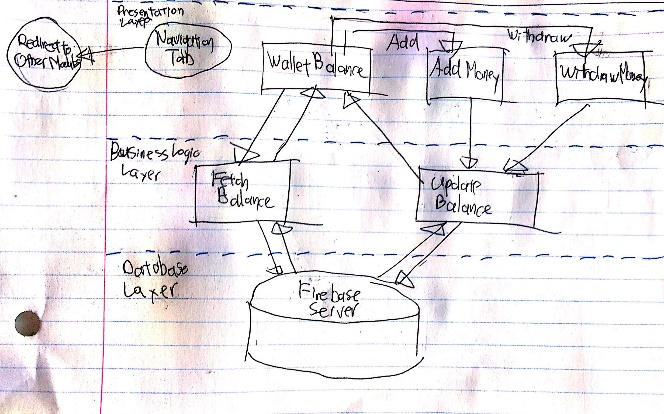 Presentation
Layer
Redirect to
Other Modules
Navigation
Tab
Wallet Balance
Add
Withdraw
Add Money
Withdraw Money
Business Logic
Layer
Fetch
Balance
Update
Balance
Database
Layer
Firebase
Server